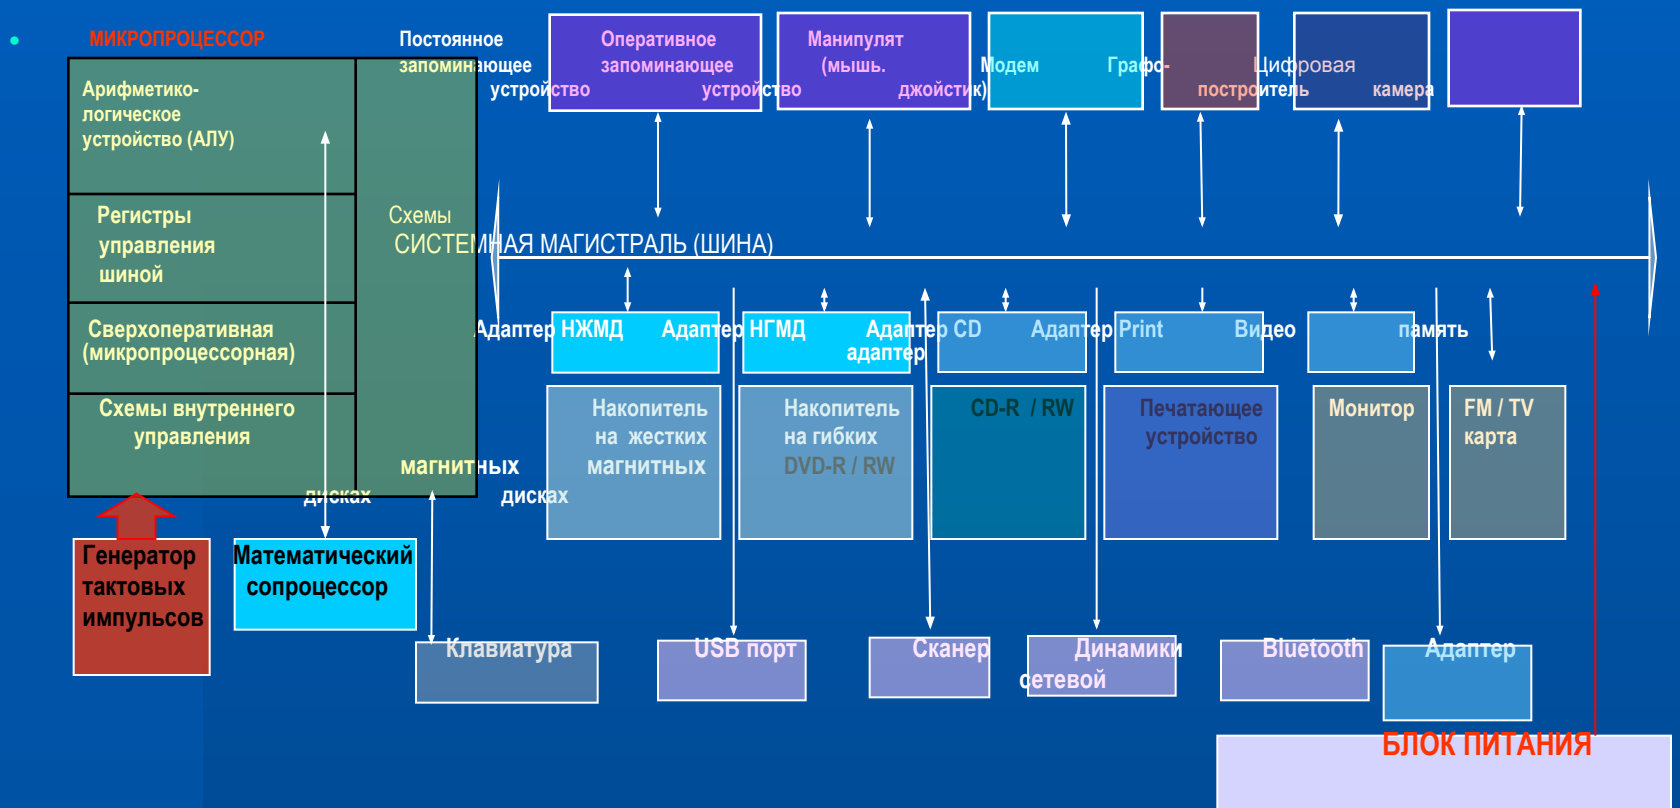 МИКРОПРОЦЕССОР Постоянное Оперативное Манипулят
запоминающее запоминающее (мышь. Модем Графо- Цифровая
устройство устройство джойстик) построитель камера
Арифметико-
логическое
устройство (АЛУ)
Регистры Схемы
управления СИСТЕМНАЯ МАГИСТРАЛЬ (ШИНА)
шиной
Сверхоперативная Адаптер НЖМД Адаптер НГМД Адаптер CD Адаптер Print Видео память
(микропроцессорная) адаптер
Схемы внутреннего Накопитель Накопитель CD-R / RW Печатающее Монитор FM / TV
управления на жестких на гибких устройство карта
магнитных магнитных DVD-R / RW
дисках дисках
Генератор Математический
тактовых сопроцессор
импульсов
Клавиатура USB порт Сканер Динамики Bluetooth Адаптер
сетевой
БЛОК ПИТАНИЯ